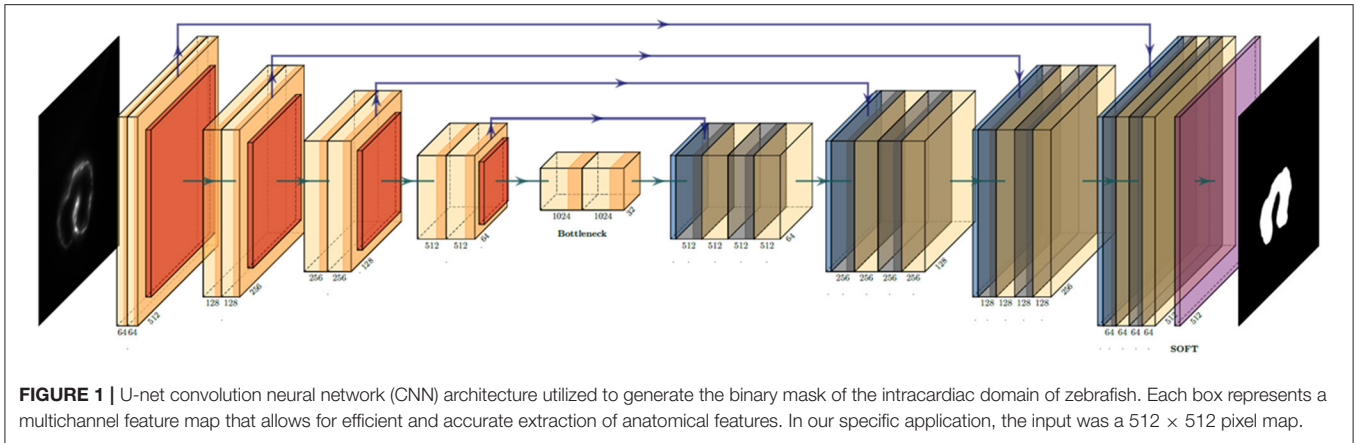 64 64
512
128 128
256
256 256
128
512 512
64
1024 1024
32
Bottleneck
512 512 512 512
64
256 256 256 256
128
128 128 128 128
256
64 64 64 64
512
512
SOFT
FIGURE 1 | U-net convolution neural network (CNN) architecture utilized to generate the binary mask of the intracardiac domain of zebrafish. Each box represents a
multichannel feature map that allows for efficient and accurate extraction of anatomical features. In our specific application, the input was a 512 × 512 pixel map.